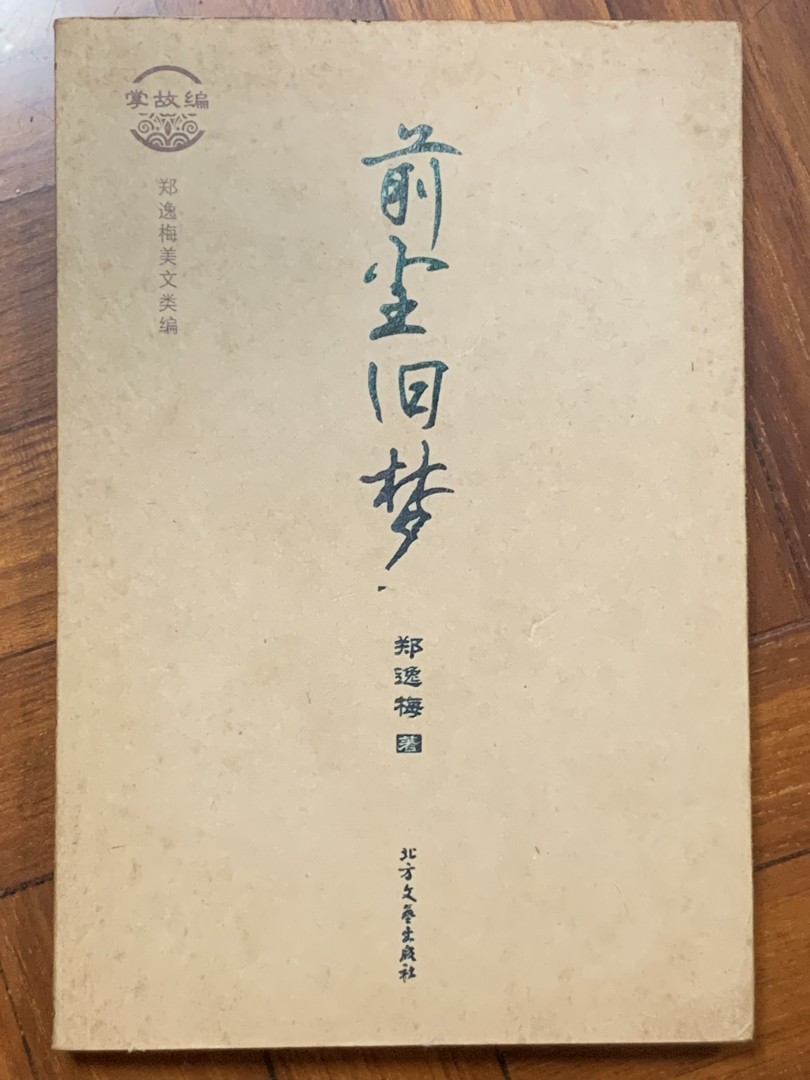 掌故编
郑逸梅美文类编
前尘旧梦
郑逸梅 著
北方文艺出版社